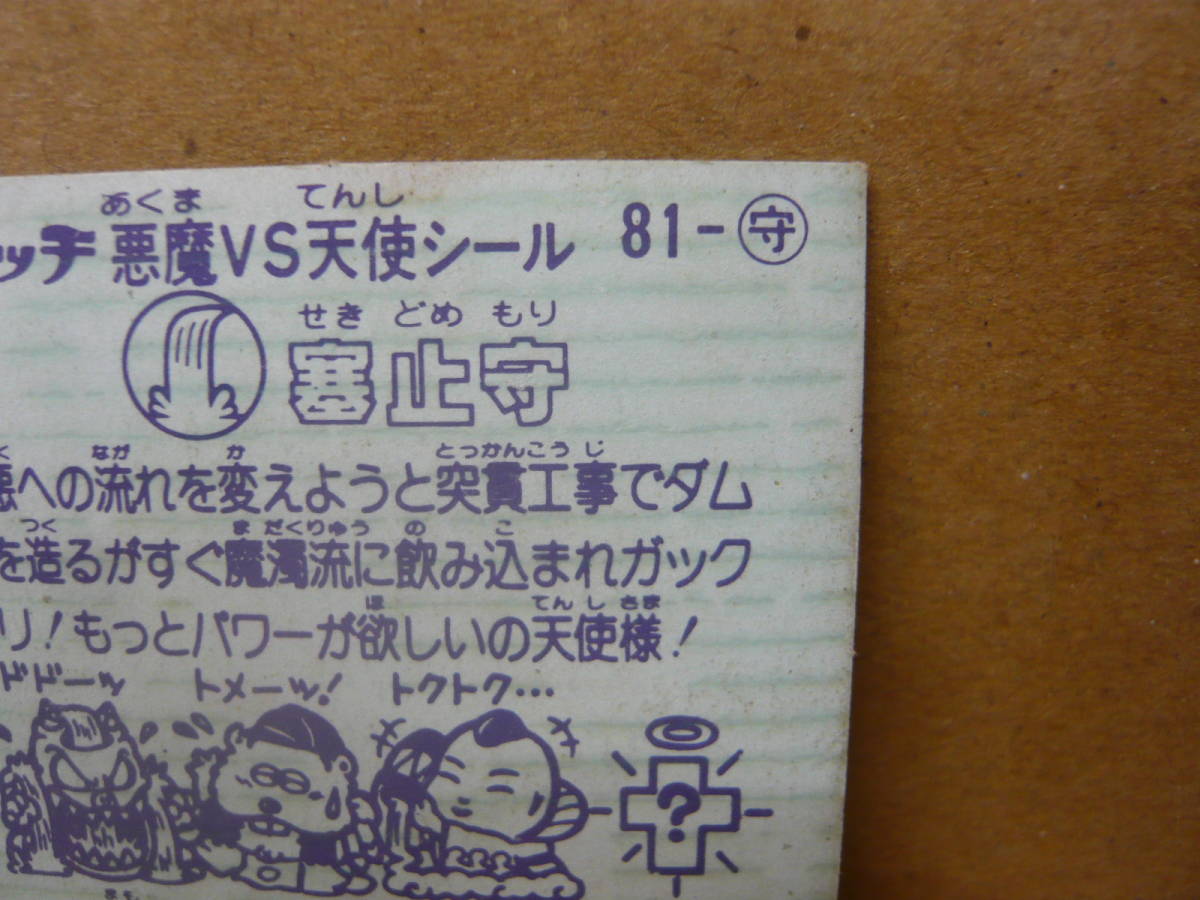 あくま てんし
ッチ悪魔VS天使シール 81-守
せき どめ もり
塞止守
く なが か とっかんこうじ
悪への流れを変えようと突貫工事でダム
つく まだくりゅう の こ
を造るがすぐ魔濁流に飲み込まれガック
ほ てんしさま
リ!もっとパワーが欲しいの天使様!
ドドーッ トメーッ! トクトク…
?